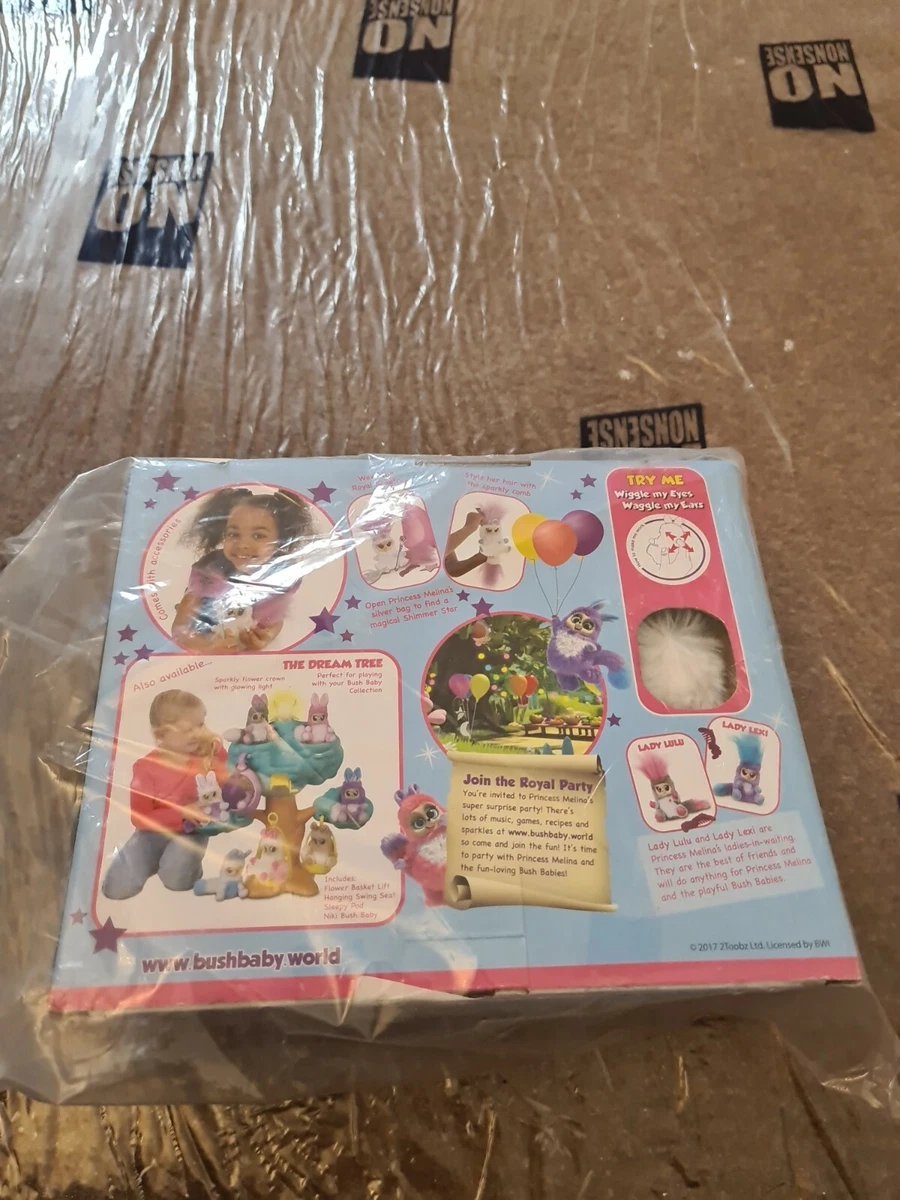 NO
NONSENSE
NO
NONSENSE
NO
NONSENSE
NONSENSE
Comes with accessories
Style her hair with
the sparkly comb
Open Princess Melina's
silver bag to find a
magical Shimmer Star
TRY ME
Wiggle my Eyes
Waggle my Ears
Also available...
THE DREAM TREE
Sparkly flower crown
with glowing light
Perfect for playing
with your Bush Baby
Collection
Includes:
Flower Basket Lift
Hanging Swing Seat
Sleepy Pod
Niki Bush Baby
Join the Royal Party
You're invited to Princess Melina's
super surprise party! There's
lots of music, games, recipes and
sparkles at www.bushbaby.world
so come and join the fun! It's time
to party with Princess Melina and
the fun-loving Bush Babies!
LADY LULU
LADY LEXI
Lady Lulu and Lady Lexi are
Princess Melina's ladies-in-waiting.
They are the best of friends and
will do anything for Princess Melina
and the playful Bush Babies.
www.bushbaby.world
© 2017 2Toobz Ltd. Licensed by BWI